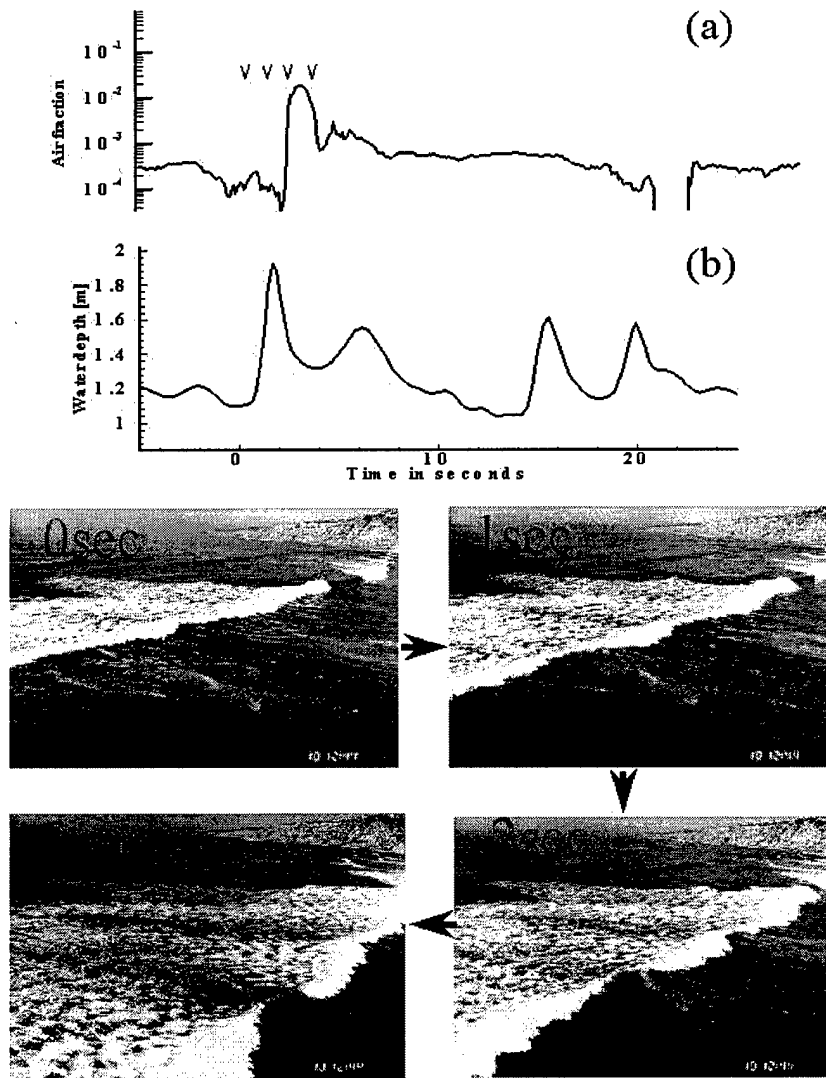 (a)
10⁻¹
10⁻²
10⁻³
10⁻⁴
Air fraction
V V V V
(b)
2
1.8
1.6
1.4
1.2
1
Waterdepth [m]
0 10 20
Time in seconds
0sec
1sec
2sec